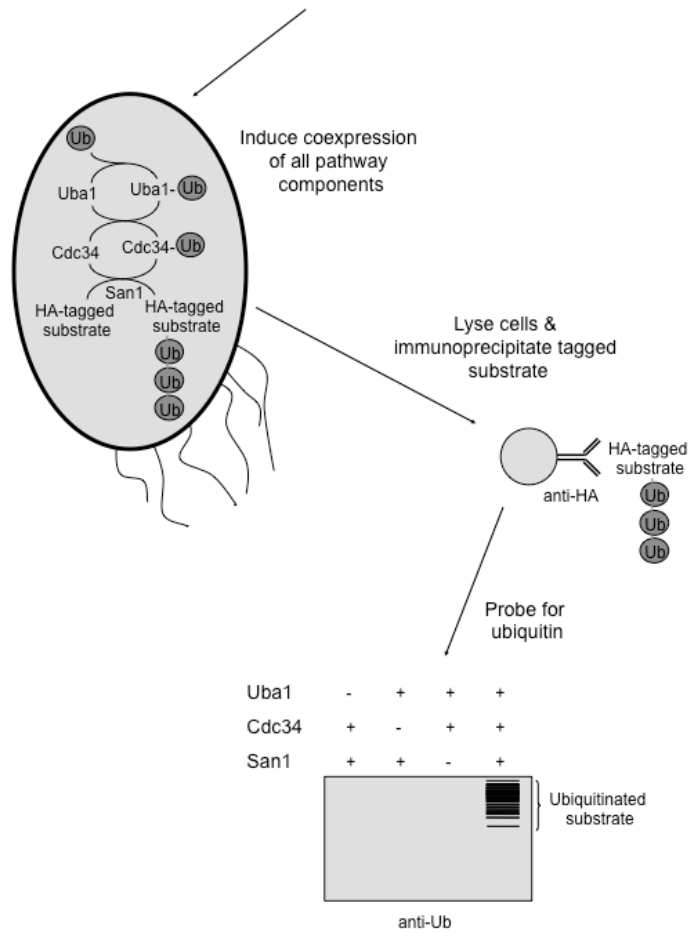 Induce coexpression
of all pathway
components
Ub
Uba1
Uba1-
Ub
Cdc34
Cdc34-
Ub
San1
HA-tagged
substrate
HA-tagged
substrate
Ub
Ub
Ub
Lyse cells &
immunoprecipitate tagged
substrate
HA-tagged
substrate
anti-HA
Ub
Ub
Ub
Probe for
ubiquitin
Uba1 - + + +
Cdc34 + - + +
San1 + + - +
Ubiquitinated
substrate
anti-Ub